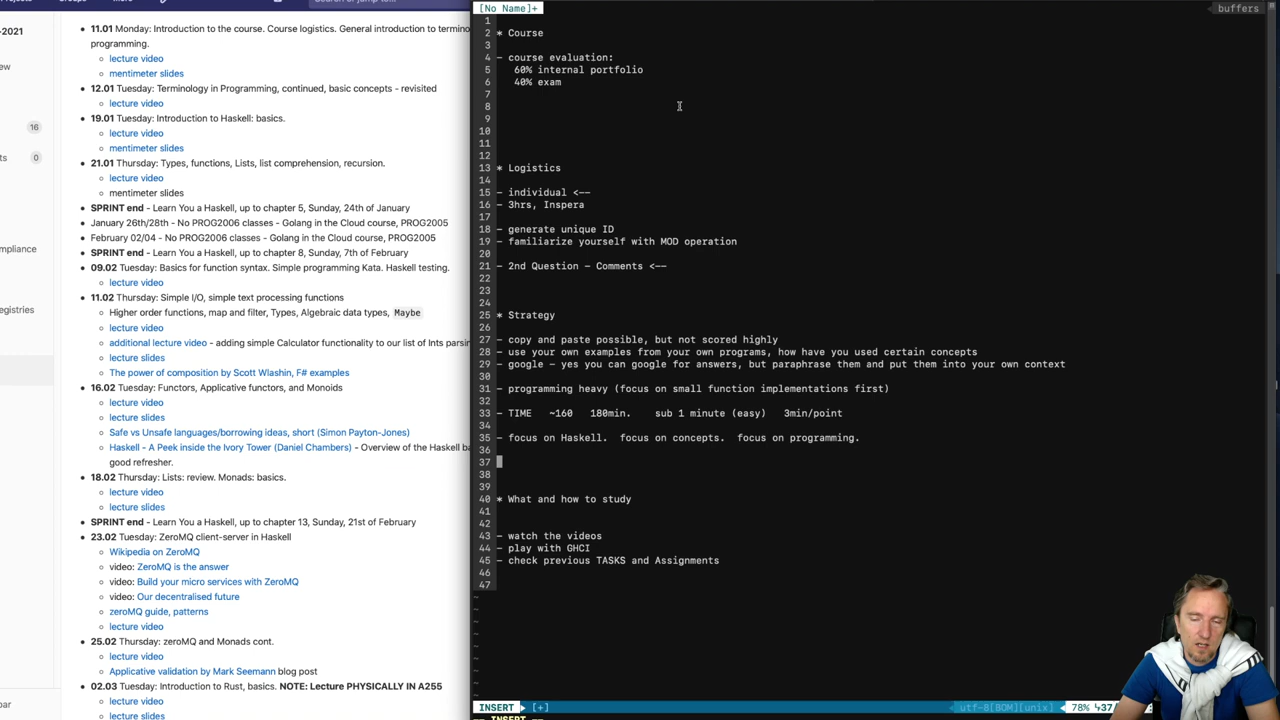 -2021
ew
16
ts
0
mpliance
egistries
bar
11.01 Monday: Introduction to the course. Course logistics. General introduction to termino
programming.
lecture video
mentimeter slides
12.01 Tuesday: Terminology in Programming, continued, basic concepts - revisited
lecture video
19.01 Tuesday: Introduction to Haskell: basics.
lecture video
mentimeter slides
21.01 Thursday: Types, functions, Lists, list comprehension, recursion.
lecture video
mentimeter slides
SPRINT end - Learn You a Haskell, up to chapter 5, Sunday, 24th of January
January 26th/28th - No PROG2006 classes - Golang in the Cloud course, PROG2005
February 02/04 - No PROG2006 classes - Golang in the Cloud course, PROG2005
SPRINT end - Learn You a Haskell, up to chapter 8, Sunday, 7th of February
09.02 Tuesday: Basics for function syntax. Simple programming Kata. Haskell testing.
lecture video
11.02 Thursday: Simple I/O, simple text processing functions
Higher order functions, map and filter, Types, Algebraic data types, Maybe
lecture video
additional lecture video - adding simple Calculator functionality to our list of Ints parsin
lecture slides
The power of composition by Scott Wlashin, F# examples
16.02 Tuesday: Functors, Applicative functors, and Monoids
lecture video
lecture slides
Safe vs Unsafe languages/borrowing ideas, short (Simon Payton-Jones)
Haskell - A Peek inside the Ivory Tower (Daniel Chambers) - Overview of the Haskell ba
good refresher.
18.02 Thursday: Lists: review. Monads: basics.
lecture video
lecture slides
SPRINT end - Learn You a Haskell, up to chapter 13, Sunday, 21st of February
23.02 Tuesday: ZeroMQ client-server in Haskell
Wikipedia on ZeroMQ
video: ZeroMQ is the answer
video: Build your micro services with ZeroMQ
video: Our decentralised future
zeroMQ guide, patterns
lecture video
25.02 Thursday: zeroMQ and Monads cont.
lecture video
Applicative validation by Mark Seemann blog post
02.03 Tuesday: Introduction to Rust, basics. NOTE: Lecture PHYSICALLY IN A255
lecture video
lecture slides
[No Name]+ buffers
1
2 * Course
3
4 - course evaluation:
5 60% internal portfolio
6 40% exam
7
8
9
10
11
12
13 * Logistics
14
15 - individual <--
16 - 3hrs, Inspera
17
18 - generate unique ID
19 - familiarize yourself with MOD operation
20
21 - 2nd Question - Comments <--
22
23
24
25 * Strategy
26
27 - copy and paste possible, but not scored highly
28 - use your own examples from your own programs, how have you used certain concepts
29 - google - yes you can google for answers, but paraphrase them and put them into your own context
30
31 - programming heavy (focus on small function implementations first)
32
33 - TIME ~160 180min. sub 1 minute (easy) 3min/point
34
35 - focus on Haskell. focus on concepts. focus on programming.
36
37
38
39
40 * What and how to study
41
42
43 - watch the videos
44 - play with GHCI
45 - check previous TASKS and Assignments
46
47
INSERT [+] utf-8[BOM][unix] 78% ↳37/
-- INSERT --